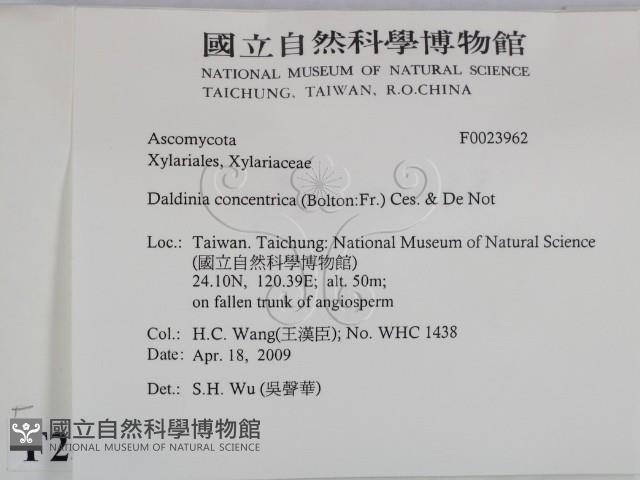 國立自然科學博物館
NATIONAL MUSEUM OF NATURAL SCIENCE
TAICHUNG, TAIWAN, R.O.CHINA
Ascomycota F0023962
Xylariales, Xylariaceae
Daldinia concentrica (Bolton:Fr.) Ces. & De Not
Loc.: Taiwan. Taichung: National Museum of Natural Science
(國立自然科學博物館)
24.10N, 120.39E; alt. 50m;
on fallen trunk of angiosperm
Col.: H.C. Wang(王漢臣); No. WHC 1438
Date: Apr. 18, 2009
Det.: S.H. Wu (吳聲華)
國立自然科學博物館
NATIONAL MUSEUM OF NATURAL SCIENCE